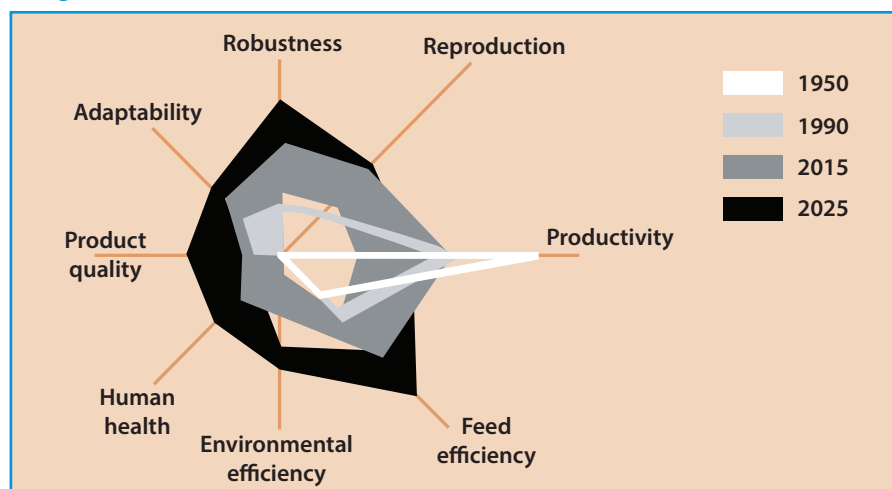 Robustness
Reproduction
Adaptability
Product
quality
Productivity
Human
health
Environmental
efficiency
Feed
efficiency
1950
1990
2015
2025